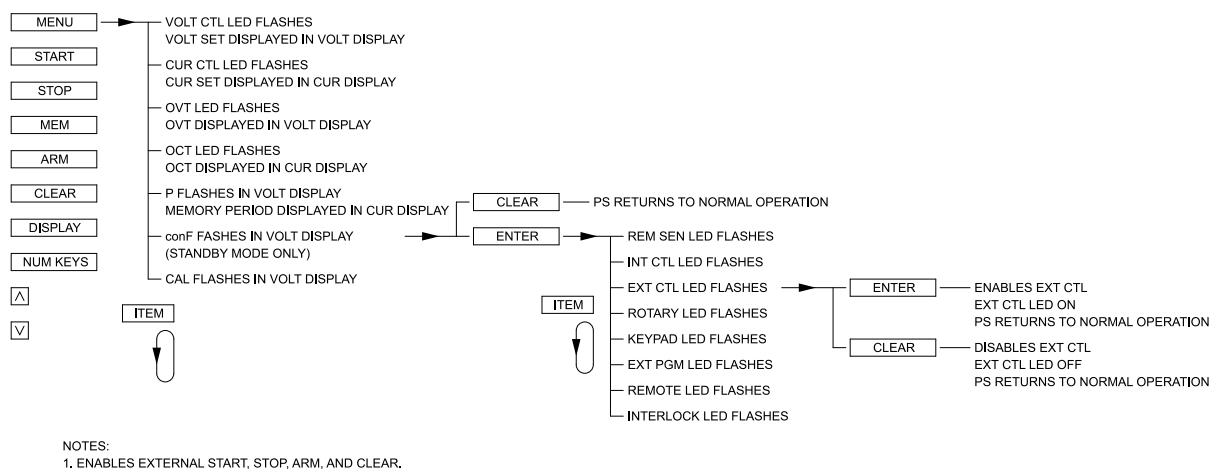 MENU
START
STOP
MEM
ARM
CLEAR
DISPLAY
NUM KEYS
VOLT CTL LED FLASHES
VOLT SET DISPLAYED IN VOLT DISPLAY
CUR CTL LED FLASHES
CUR SET DISPLAYED IN CUR DISPLAY
OVT LED FLASHES
OVT DISPLAYED IN VOLT DISPLAY
OCT LED FLASHES
OCT DISPLAYED IN CUR DISPLAY
P FLASHES IN VOLT DISPLAY
MEMORY PERIOD DISPLAYED IN CUR DISPLAY
conF FASHES IN VOLT DISPLAY
(STANDBY MODE ONLY)
CAL FLASHES IN VOLT DISPLAY
ITEM
CLEAR
PS RETURNS TO NORMAL OPERATION
ENTER
REM SEN LED FLASHES
INT CTL LED FLASHES
EXT CTL LED FLASHES
ROTARY LED FLASHES
KEYPAD LED FLASHES
EXT PGM LED FLASHES
REMOTE LED FLASHES
INTERLOCK LED FLASHES
ITEM
ENTER
ENABLES EXT CTL
EXT CTL LED ON
PS RETURNS TO NORMAL OPERATION
CLEAR
DISABLES EXT CTL
EXT CTL LED OFF
PS RETURNS TO NORMAL OPERATION
NOTES:
1. ENABLES EXTERNAL START, STOP, ARM, AND CLEAR.